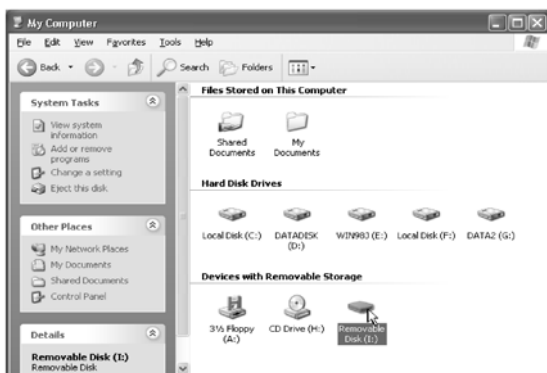 My Computer
File Edit View Favorites Tools Help
Back Search Folders
System Tasks
View system
information
Add or remove
programs
Change a setting
Eject this disk
Other Places
My Network Places
My Documents
Shared Documents
Control Panel
Details
Removable Disk (I:)
Removable Disk
Files Stored on This Computer
Shared
Documents
My
Documents
Hard Disk Drives
Local Disk (C:)
DATADISK
(D:)
WIN98J (E:)
Local Disk (F:)
DATA2 (G:)
Devices with Removable Storage
3½ Floppy
(A:)
CD Drive (H:)
Removable
Disk (I:)